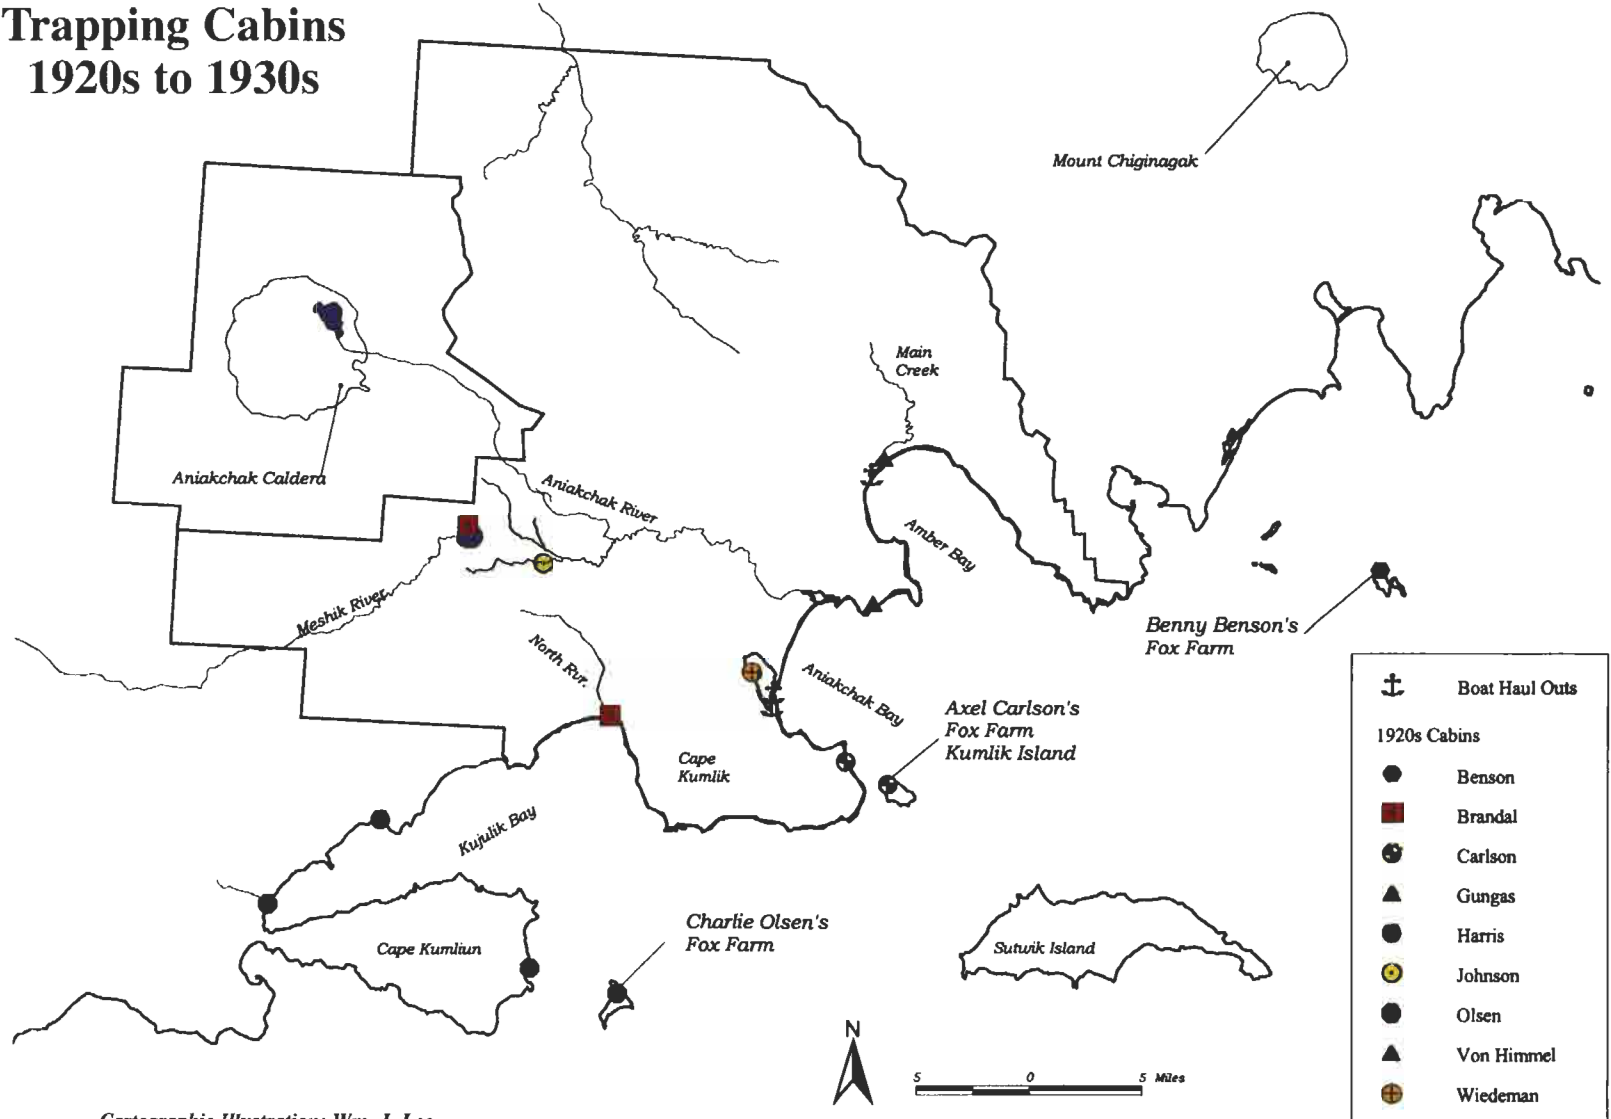 Trapping Cabins
1920s to 1930s
Mount Chiginagak
Main
Creek
Aniakchak Caldera
Aniakchak River
Amber Bay
Meshik River
North Rvr.
Aniakchak Bay
Benny Benson's
Fox Farm
Axel Carlson's
Fox Farm
Kumlik Island
Cape
Kumlik
Kujulik Bay
Charlie Olsen's
Fox Farm
Cape Kumliun
Sutwik Island
N
5 0 5 Miles
Boat Haul Outs
1920s Cabins
Benson
Brandal
Carlson
Gungas
Harris
Johnson
Olsen
Von Himmel
Wiedeman